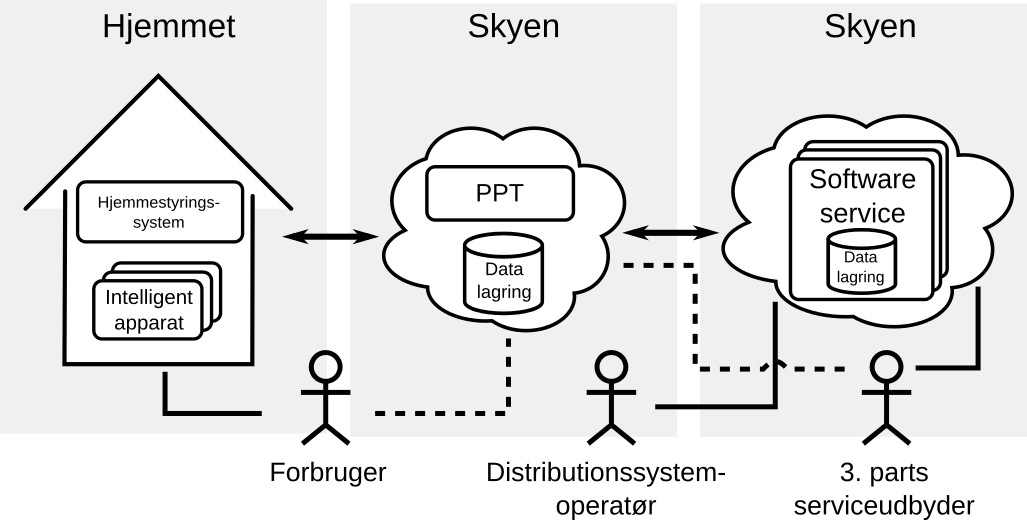 Hjemmet
Skyen
Skyen
Hjemmestyrings-
system
Intelligent
apparat
PPT
Data
lagring
Software
service
Data
lagring
Forbruger
Distributionssystem-
operatør
3. parts
serviceudbyder